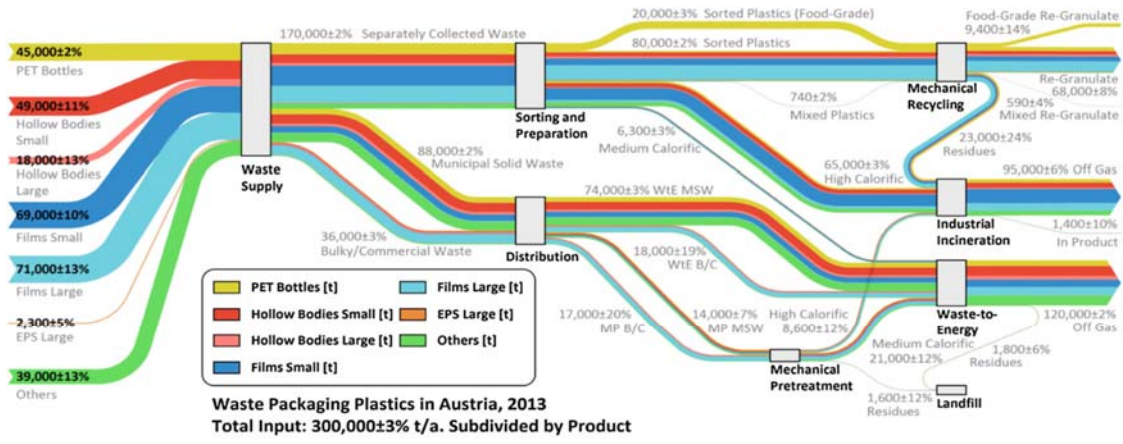 45,000±2%
PET Bottles
49,000±11%
Hollow Bodies
Small
18,000±13%
Hollow Bodies
Large
69,000±10%
Films Small
71,000±13%
Films Large
2,300±5%
EPS Large
39,000±13%
Others
Waste
Supply
170,000±2% Separately Collected Waste
88,000±2%
Municipal Solid Waste
36,000±3%
Bulky/Commercial Waste
20,000±3% Sorted Plastics (Food-Grade)
80,000±2% Sorted Plastics
Sorting and
Preparation
740±2%
Mixed Plastics
6,300±3%
Medium Calorific
65,000±3%
High Calorific
Distribution
74,000±3% WtE MSW
18,000±19%
WtE B/C
17,000±20%
MP B/C
14,000±7%
MP MSW
High Calorific
8,600±12%
Mechanical
Pretreatment
Medium Calorific
21,000±12%
1,600±12%
Residues
Mechanical
Recycling
Food-Grade Re-Granulate
9,400±14%
Re-Granulate
68,000±8%
590±4%
Mixed Re-Granulate
23,000±24%
Residues
95,000±6% Off Gas
Industrial
Incineration
1,400±10%
In Product
Waste-to-
Energy
120,000±2%
Off Gas
1,800±6%
Residues
Landfill
PET Bottles [t]
Hollow Bodies Small [t]
Hollow Bodies Large [t]
Films Small [t]
Films Large [t]
EPS Large [t]
Others [t]
Waste Packaging Plastics in Austria, 2013
Total Input: 300,000±3% t/a. Subdivided by Product